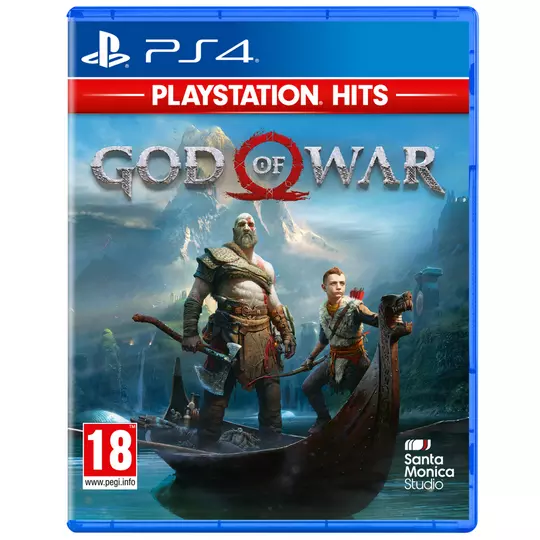 PS4
PLAYSTATION® HITS
GOD OF WAR
18
www.pegi.info
Santa
Monica
Studio